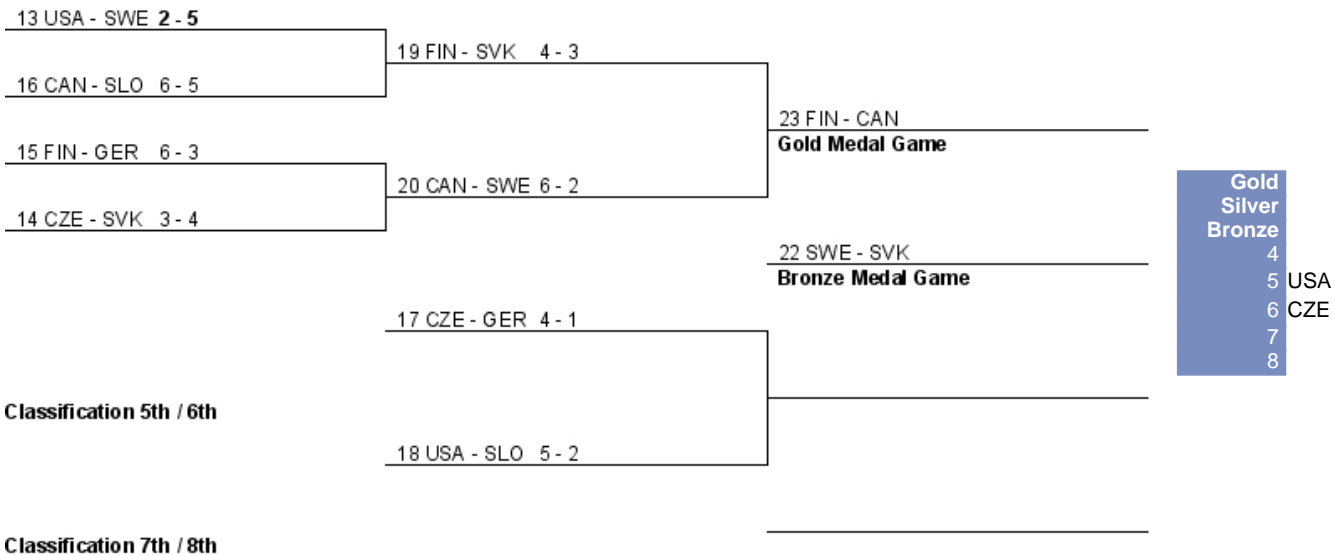 13 USA - SWE 2 - 5
16 CAN - SLO 6 - 5
15 FIN - GER 6 - 3
14 CZE - SVK 3 - 4
19 FIN - SVK 4 - 3
20 CAN - SWE 6 - 2
23 FIN - CAN
Gold Medal Game
22 SWE - SVK
Bronze Medal Game
17 CZE - GER 4 - 1
18 USA - SLO 5 - 2
Classification 5th / 6th
Classification 7th / 8th
Gold
Silver
Bronze
4
5 USA
6 CZE
7
8